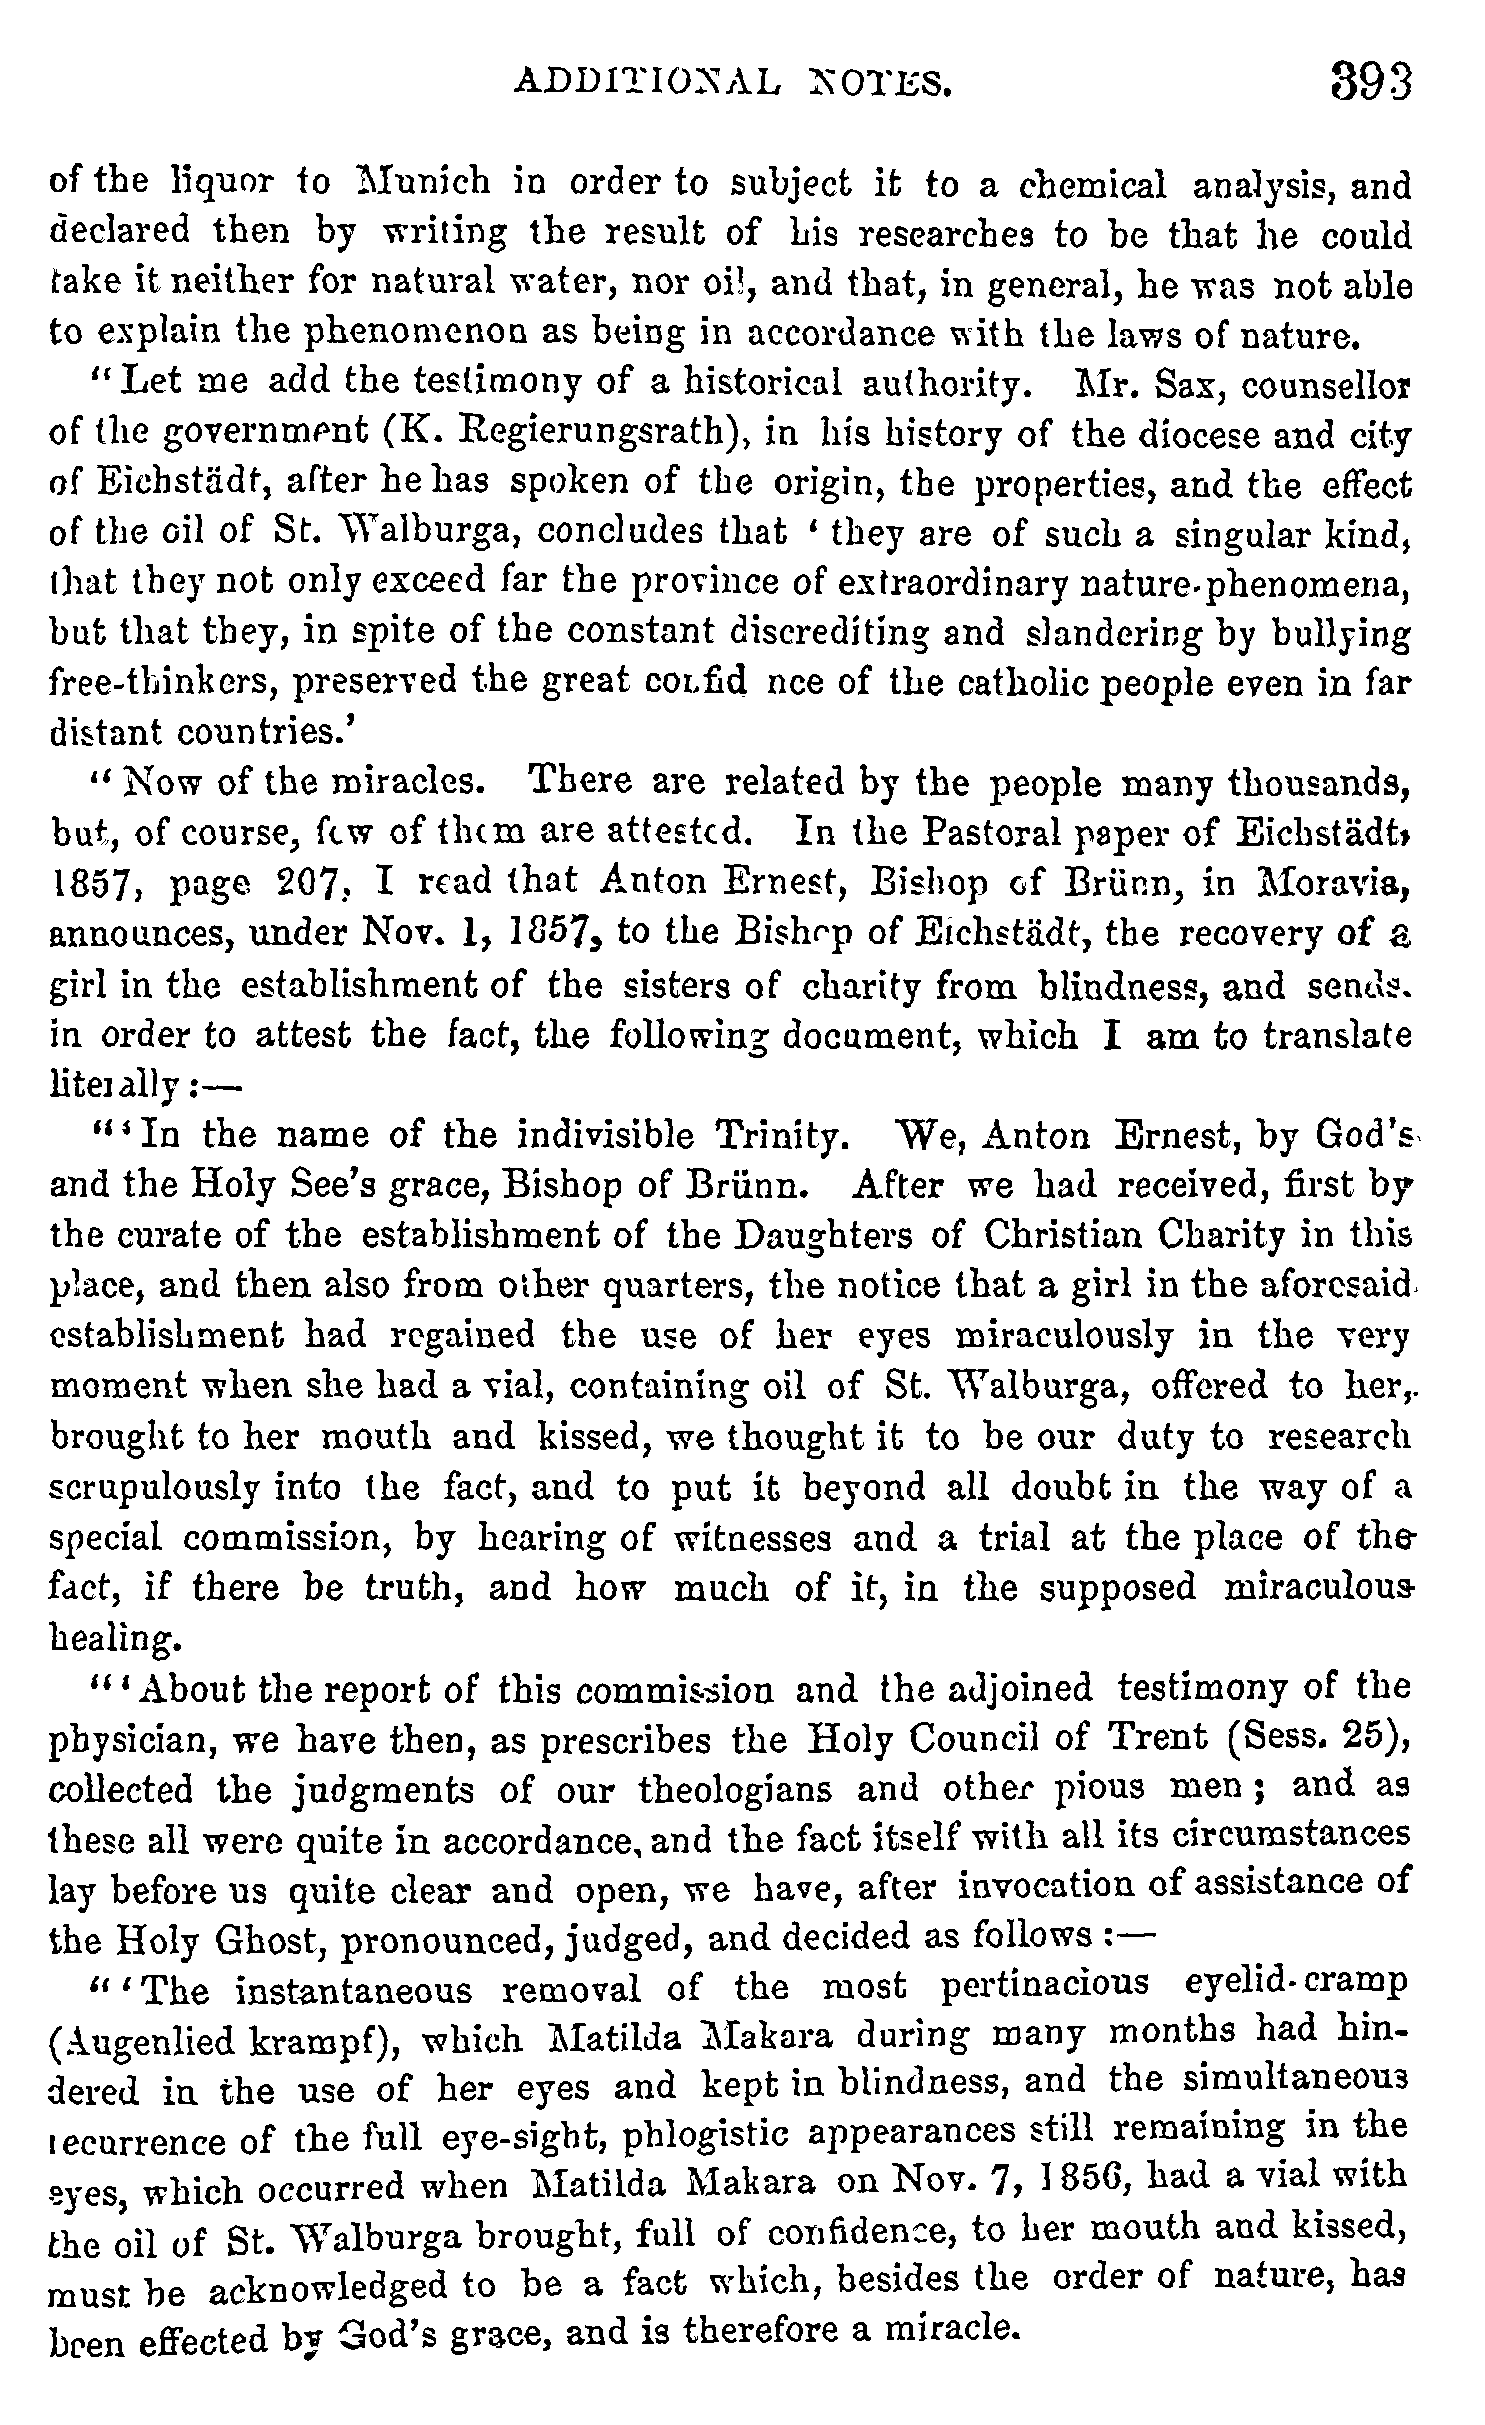 ADDITIONAL NOTES. 393
of the liquor to Munich in order to subject it to a chemical analysis, and
declared then by writing the result of his researches to be that he could
take it neither for natural water, nor oil, and that, in general, he was not able
to explain the phenomenon as being in accordance with the laws of nature.
"Let me add the testimony of a historical authority. Mr. Sax, counsellor
of the government (K. Regierungsrath), in his history of the diocese and city
of Eichstädt, after he has spoken of the origin, the properties, and the effect
of the oil of St. Walburga, concludes that ' they are of such a singular kind,
that they not only exceed far the province of extraordinary nature-phenomena,
but that they, in spite of the constant discrediting and slandering by bullying
free-thinkers, preserved the great confid nce of the catholic people even in far
distant countries.'
"Now of the miracles. There are related by the people many thousands,
but, of course, few of them are attested. In the Pastoral paper of Eichstädt,
1857, page 207, I read that Anton Ernest, Bishop of Brünn, in Moravia,
announces, under Nov. 1, 1857, to the Bishop of Eichstädt, the recovery of a
girl in the establishment of the sisters of charity from blindness, and sends.
in order to attest the fact, the following document, which I am to translate
literally :—
"'In the name of the indivisible Trinity. We, Anton Ernest, by God's
and the Holy See's grace, Bishop of Brünn. After we had received, first by
the curate of the establishment of the Daughters of Christian Charity in this
place, and then also from other quarters, the notice that a girl in the aforesaid
establishment had regained the use of her eyes miraculously in the very
moment when she had a vial, containing oil of St. Walburga, offered to her,
brought to her mouth and kissed, we thought it to be our duty to research
scrupulously into the fact, and to put it beyond all doubt in the way of a
special commission, by hearing of witnesses and a trial at the place of the
fact, if there be truth, and how much of it, in the supposed miraculous
healing.
"'About the report of this commission and the adjoined testimony of the
physician, we have then, as prescribes the Holy Council of Trent (Sess. 25),
collected the judgments of our theologians and other pious men ; and as
these all were quite in accordance, and the fact itself with all its circumstances
lay before us quite clear and open, we have, after invocation of assistance of
the Holy Ghost, pronounced, judged, and decided as follows :—
"'The instantaneous removal of the most pertinacious eyelid-cramp
(Augenlied krampf), which Matilda Makara during many months had hin-
dered in the use of her eyes and kept in blindness, and the simultaneous
recurrence of the full eye-sight, phlogistic appearances still remaining in the
eyes, which occurred when Matilda Makara on Nov. 7, 1856, had a vial with
the oil of St. Walburga brought, full of confidence, to her mouth and kissed,
must be acknowledged to be a fact which, besides the order of nature, has
been effected by God's grace, and is therefore a miracle.